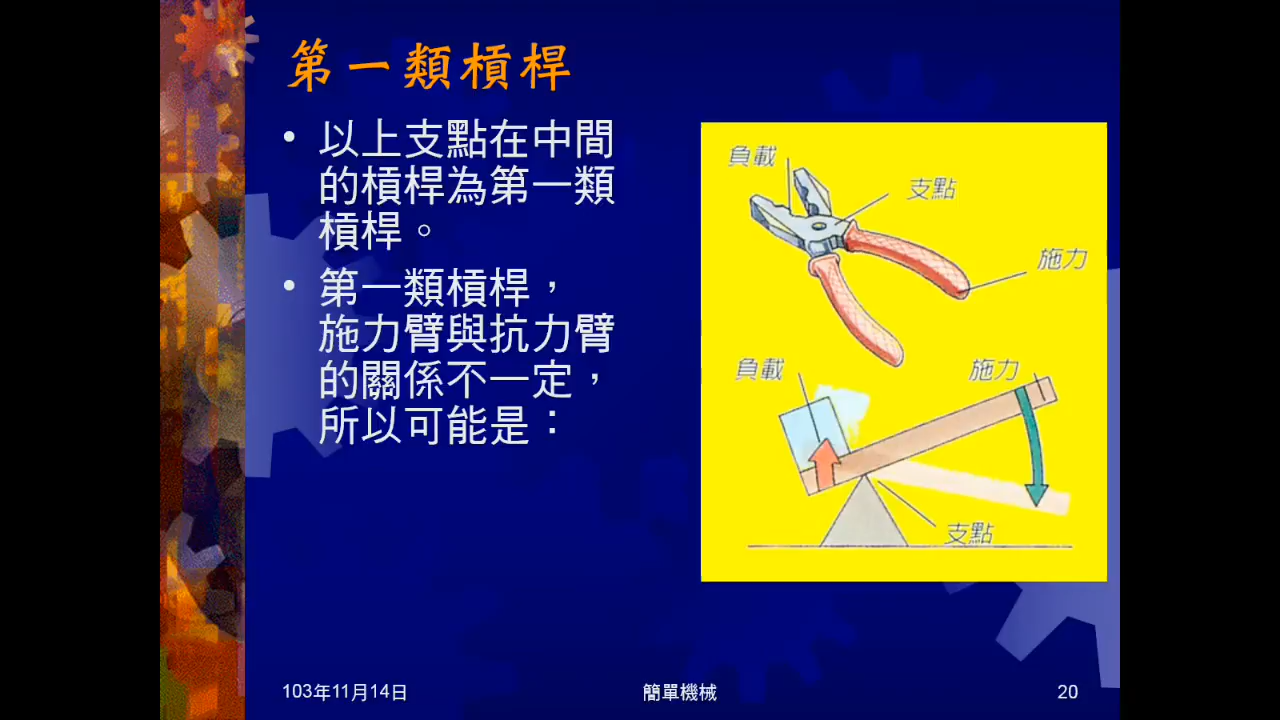 第一類槓桿
• 以上支點在中間
的槓桿為第一類
槓桿。
• 第一類槓桿，
施力臂與抗力臂
的關係不一定，
所以可能是：
負載
支點
施力
負載
施力
支點
103年11月14日
簡單機械
20